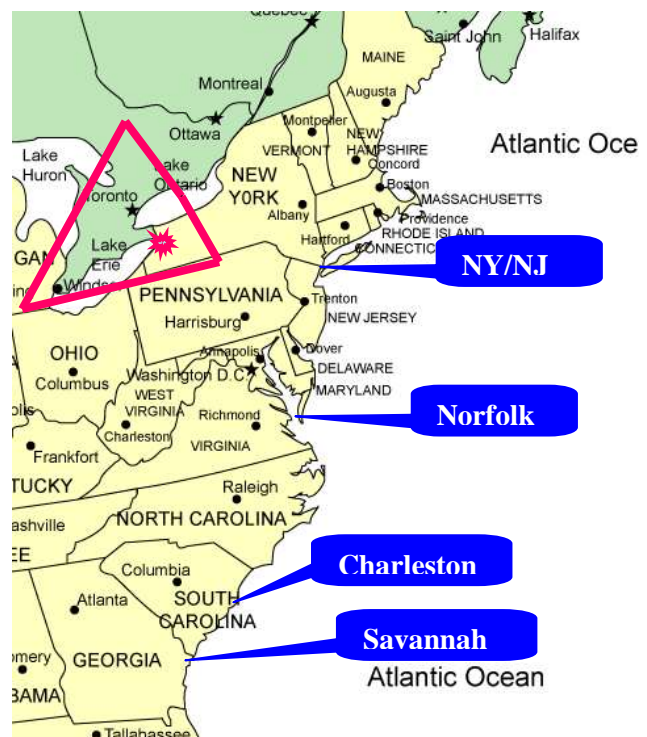 Quebec
Saint John
Halifax
MAINE
Montreal
Augusta
Ottawa
Montpelier
VERMONT
NEW
HAMPSHIRE
Concord
Atlantic Oce
Lake
Huron
Lake
Ontario
Toronto
NEW
Y0RK
Albany
Boston
MASSACHUSETTS
Providence
RHODE ISLAND
Hartford
CONNECTIC
GAN
Lake
Erie
Winds
NY/NJ
PENNSYLVANIA
Harrisburg
Trenton
NEW JERSEY
OHIO
Columbus
Annapolis
Dover
DELAWARE
Washington D.C.
MARYLAND
WEST
VIRGINIA
Charleston
Richmond
VIRGINIA
Norfolk
Frankfort
TUCKY
Raleigh
ashville
NORTH CAROLINA
EE
Columbia
SOUTH
CAROLINA
Charleston
Atlanta
Savannah
GEORGIA
omery
BAMA
Atlantic Ocean
Tallahassee